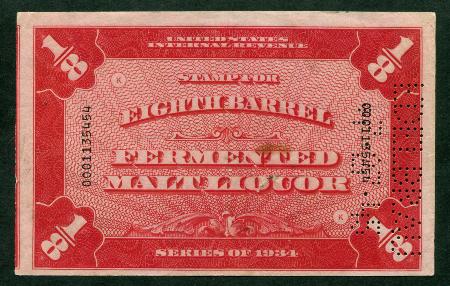 1/8
1/8
UNITED STATES
INTERNAL REVENUE
STAMP FOR
K
EIGHTH BARREL
0001135454
0001135454
FERMENTED
MALT LIQUOR
K
1/8
1/8
SERIES OF 1934